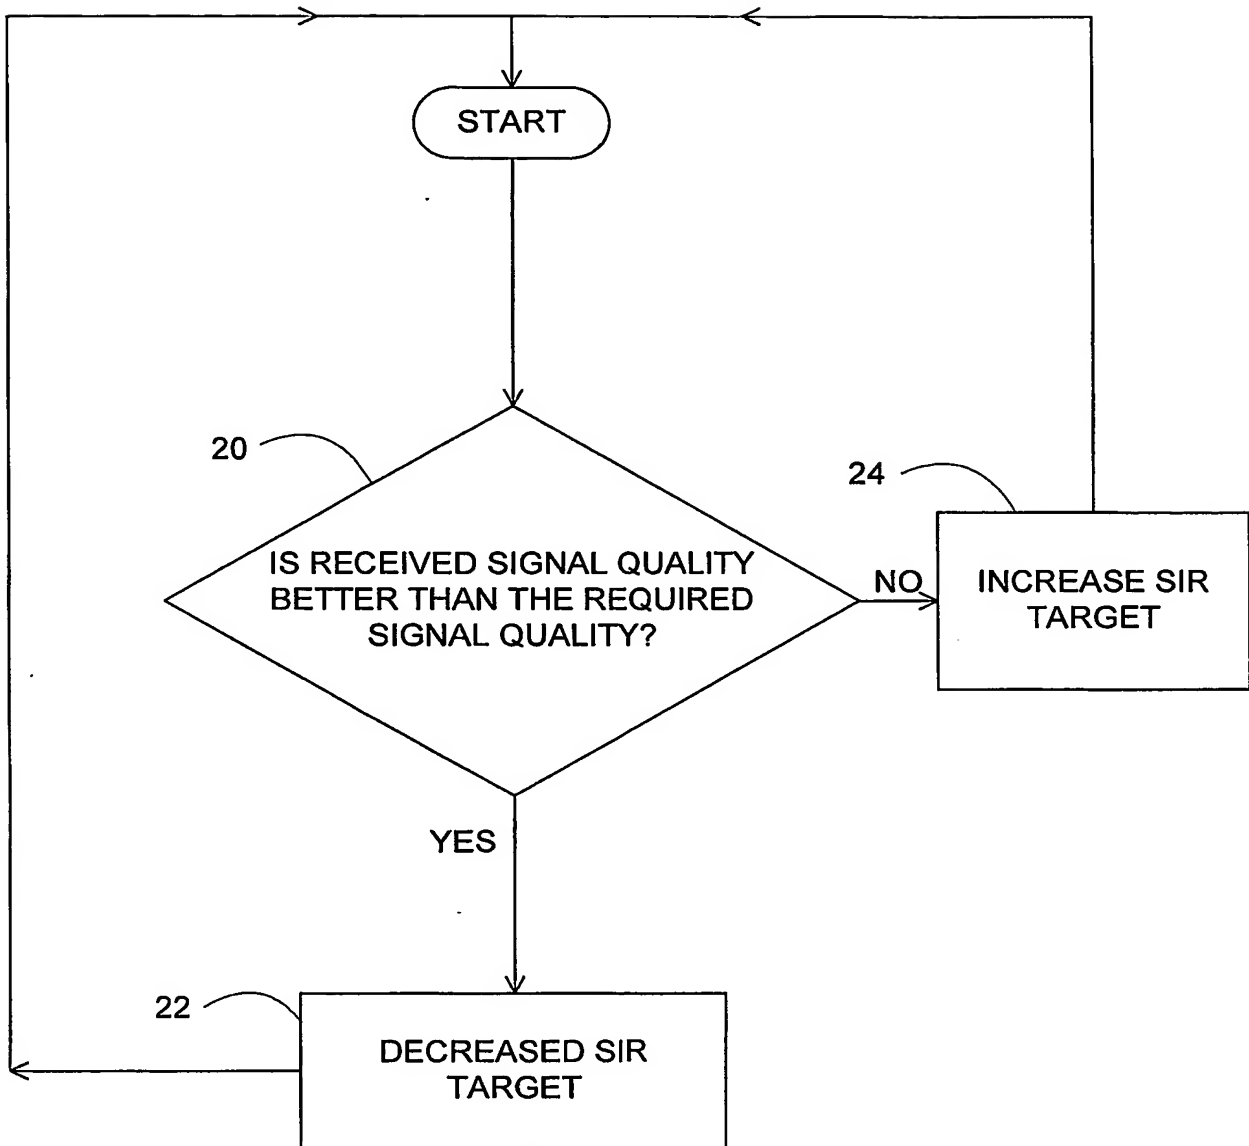 START
20
IS RECEIVED SIGNAL QUALITY
BETTER THAN THE REQUIRED
SIGNAL QUALITY?
24
NO
INCREASE SIR
TARGET
YES
22
DECREASED SIR
TARGET